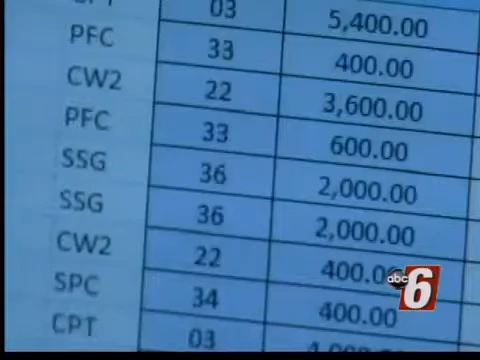 CPT 03 5,400.00
PFC 33 400.00
CW2 22 3,600.00
PFC 33 600.00
SSG 36 2,000.00
SSG 36 2,000.00
CW2 22 400.0
SPC 34 400.00
CPT 03
abc 6